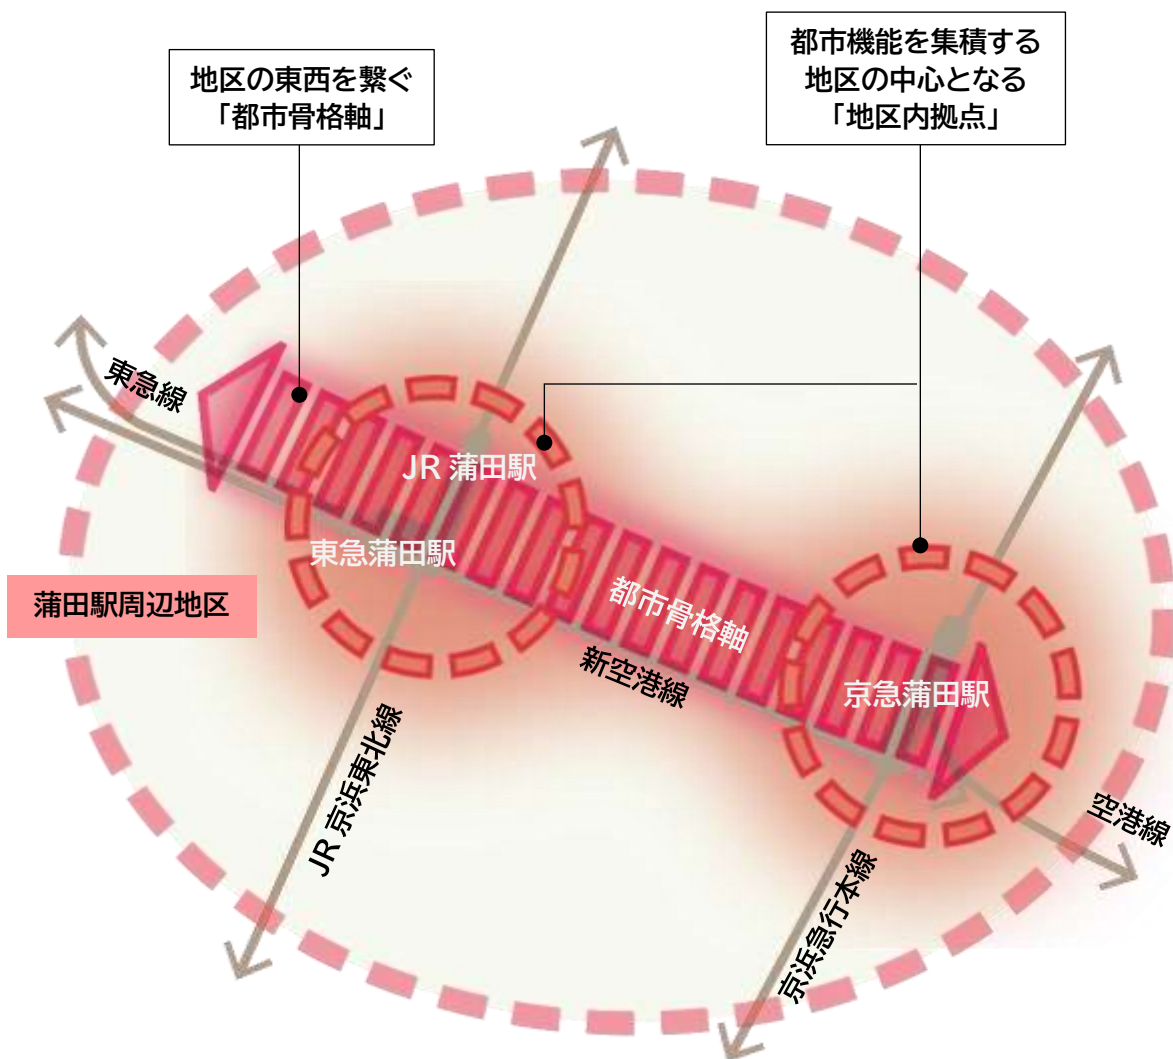 都市機能を集積する
地区の中心となる
「地区内拠点」
地区の東西を繋ぐ
「都市骨格軸」
東急線
JR 蒲田駅
東急蒲田駅
蒲田駅周辺地区
都市骨格軸
新空港線
京急蒲田駅
JR 京浜東北線
空港線
京浜急行本線